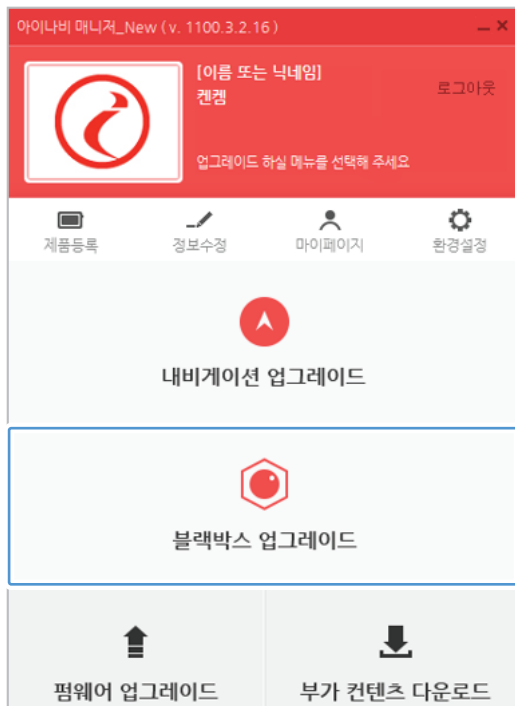 아이나비 매니저_New ( v. 1100.3.2.16 )
[이름 또는 닉네임]
켄켐
로그아웃
업그레이드 하실 메뉴를 선택해 주세요
제품등록 정보수정 마이페이지 환경설정
내비게이션 업그레이드
블랙박스 업그레이드
펌웨어 업그레이드 부가 컨텐츠 다운로드